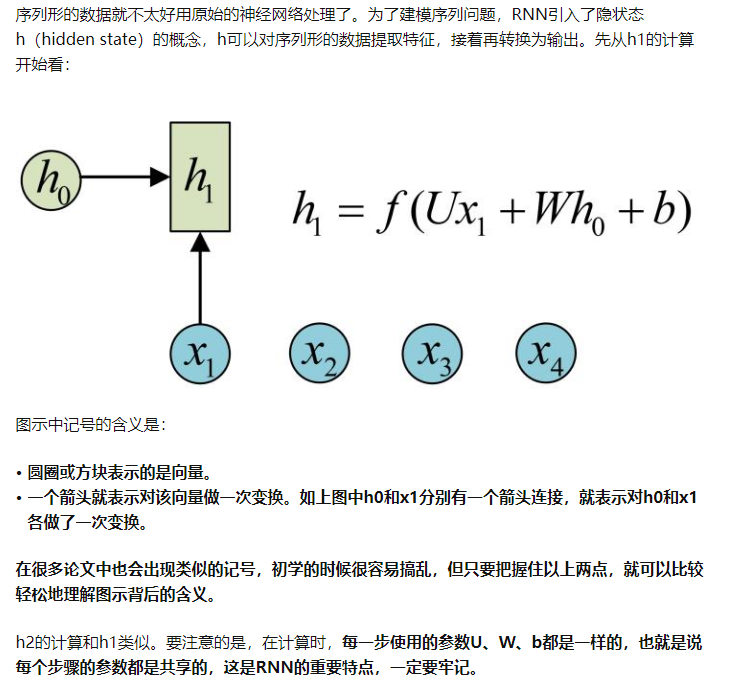 序列形的数据就不太好用原始的神经网络处理了。为了建模序列问题，RNN引入了隐状态
h（hidden state）的概念，h可以对序列形的数据提取特征，接着再转换为输出。先从h1的计算
开始看：
h₀ h₁ h₁ = f(Ux₁ + Wh₀ + b)
x₁ x₂ x₃ x₄
图示中记号的含义是：
• 圆圈或方块表示的是向量。
• 一个箭头就表示对该向量做一次变换。如上图中h0和x1分别有一个箭头连接，就表示对h0和x1
各做了一次变换。
在很多论文中也会出现类似的记号，初学的时候很容易搞乱，但只要把握住以上两点，就可以比较
轻松地理解图示背后的含义。
h2的计算和h1类似。要注意的是，在计算时，每一步使用的参数U、W、b都是一样的，也就是说
每个步骤的参数都是共享的，这是RNN的重要特点，一定要牢记。